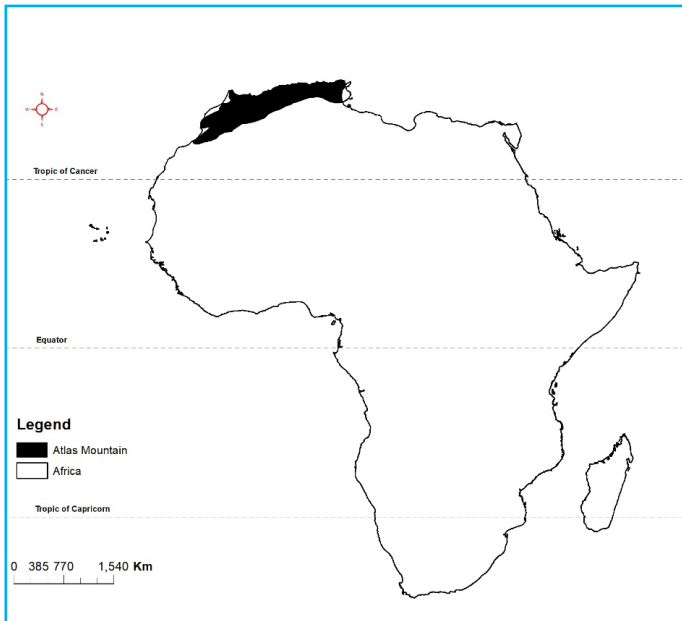 N
W E
S
Tropic of Cancer
Equator
Legend
Atlas Mountain
Africa
Tropic of Capricorn
0 385 770 1,540 Km